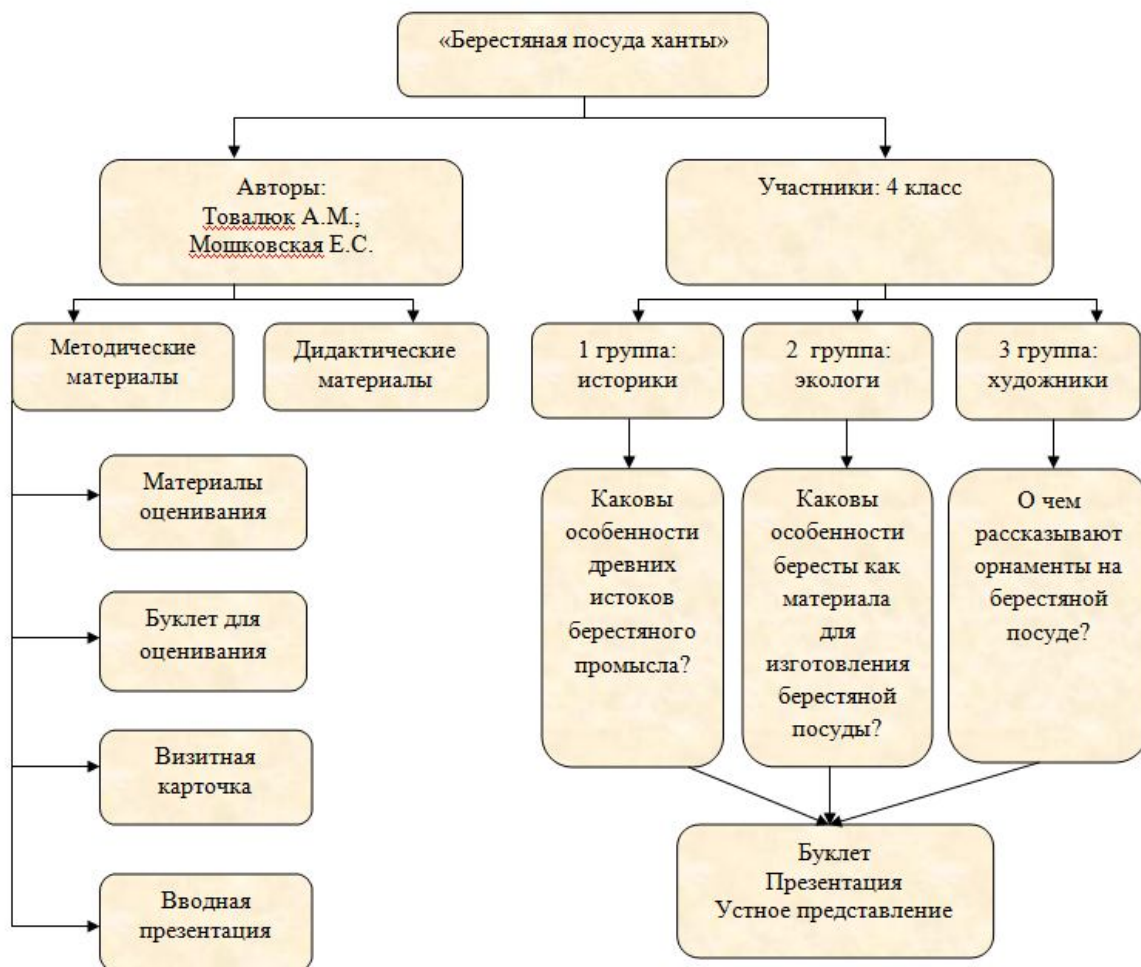 «Берестяная посуда ханты»
Авторы:
Товалюк А.М.;
Мошковская Е.С.
Участники: 4 класс
Методические
материалы
Дидактические
материалы
1 группа:
историки
2 группа:
экологи
3 группа:
художники
Материалы
оценивания
Буклет для
оценивания
Визитная
карточка
Вводная
презентация
Каковы
особенности
древних
истоков
берестяного
промысла?
Каковы
особенности
бересты как
материала
для
изготовления
берестяной
посуды?
О чем
рассказывают
орнаменты на
берестяной
посуде?
Буклет
Презентация
Устное представление